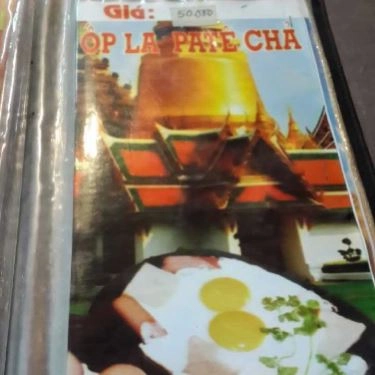 Giá: 50.000
ỐP LA PATE CHẢ